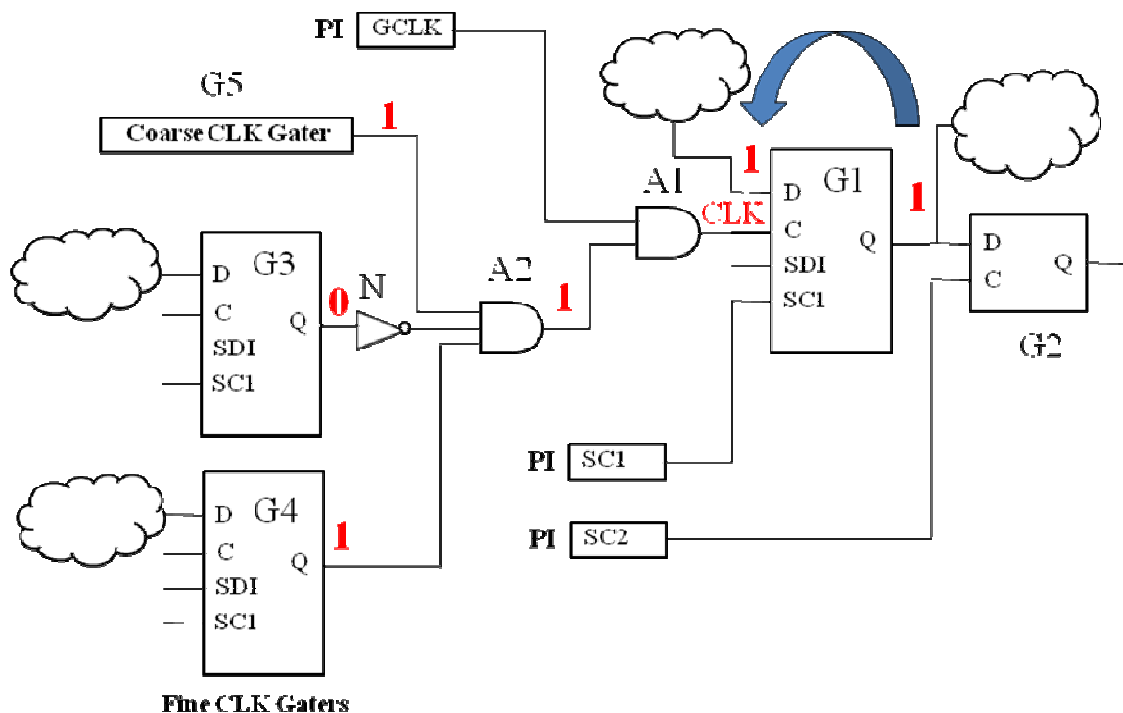 PI GCLK
G5
Coarse CLK Gater
1
1
A1
CLK
G1
D
C
SDI
SC1
Q
1
D
C
Q
G2
G3
D
C
SDI
SC1
Q
0
N
A2
1
G4
D
C
SDI
SC1
Q
1
PI SC1
PI SC2
Fine CLK Gaters